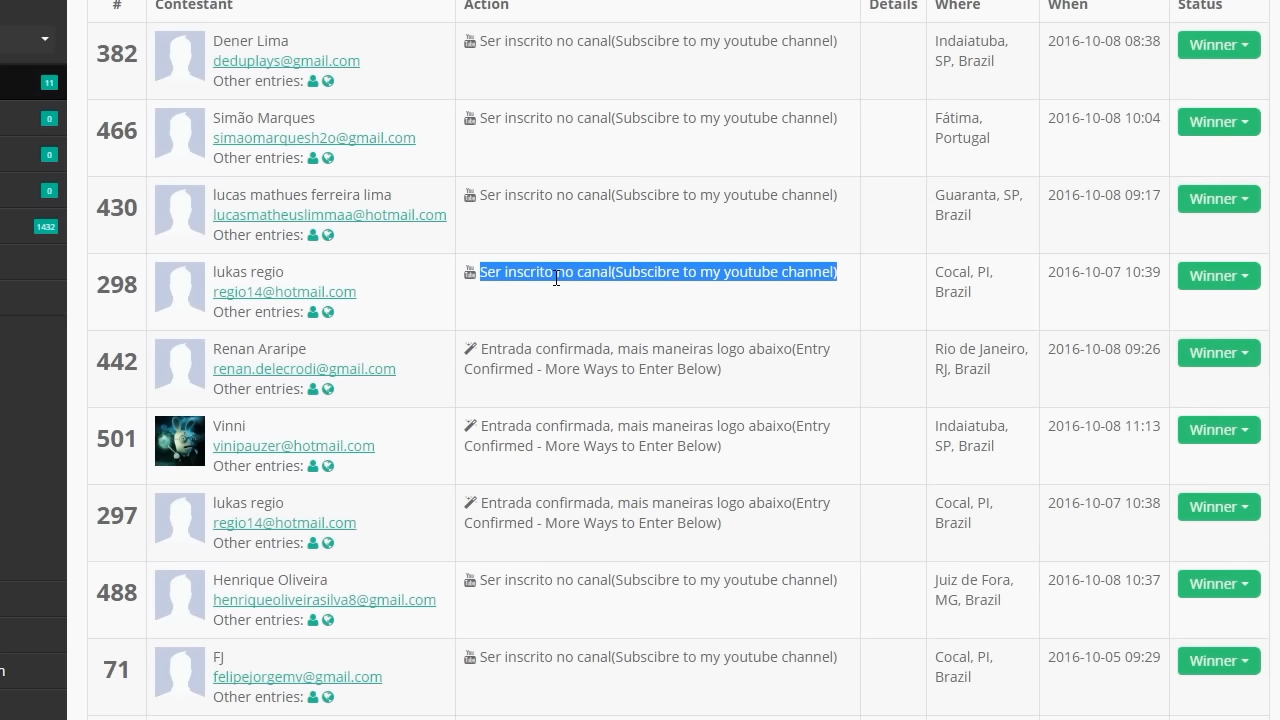 # Contestant Action Details Where When Status
382 Dener Lima Ser inscrito no canal(Subscibre to my youtube channel) Indaiatuba, 2016-10-08 08:38 Winner
deduplays@gmail.com SP, Brazil
Other entries:
466 Simão Marques Ser inscrito no canal(Subscibre to my youtube channel) Fátima, 2016-10-08 10:04 Winner
simaomarquesh2o@gmail.com Portugal
Other entries:
430 lucas mathues ferreira lima Ser inscrito no canal(Subscibre to my youtube channel) Guaranta, SP, 2016-10-08 09:17 Winner
lucasmatheuslimmaa@hotmail.com Brazil
Other entries:
298 lukas regio Ser inscrito no canal(Subscibre to my youtube channel) Cocal, PI, 2016-10-07 10:39 Winner
regio14@hotmail.com Brazil
Other entries:
442 Renan Araripe Entrada confirmada, mais maneiras logo abaixo(Entry Rio de Janeiro, 2016-10-08 09:26 Winner
renan.delecrodi@gmail.com Confirmed - More Ways to Enter Below) RJ, Brazil
Other entries:
501 Vinni Entrada confirmada, mais maneiras logo abaixo(Entry Indaiatuba, 2016-10-08 11:13 Winner
vinipauzer@hotmail.com Confirmed - More Ways to Enter Below) SP, Brazil
Other entries:
297 lukas regio Entrada confirmada, mais maneiras logo abaixo(Entry Cocal, PI, 2016-10-07 10:38 Winner
regio14@hotmail.com Confirmed - More Ways to Enter Below) Brazil
Other entries:
488 Henrique Oliveira Ser inscrito no canal(Subscibre to my youtube channel) Juiz de Fora, 2016-10-08 10:37 Winner
henriqueoliveirasilva8@gmail.com MG, Brazil
Other entries:
71 FJ Ser inscrito no canal(Subscibre to my youtube channel) Cocal, PI, 2016-10-05 09:29 Winner
felipejorgemv@gmail.com Brazil
Other entries:
11
0
0
0
1432